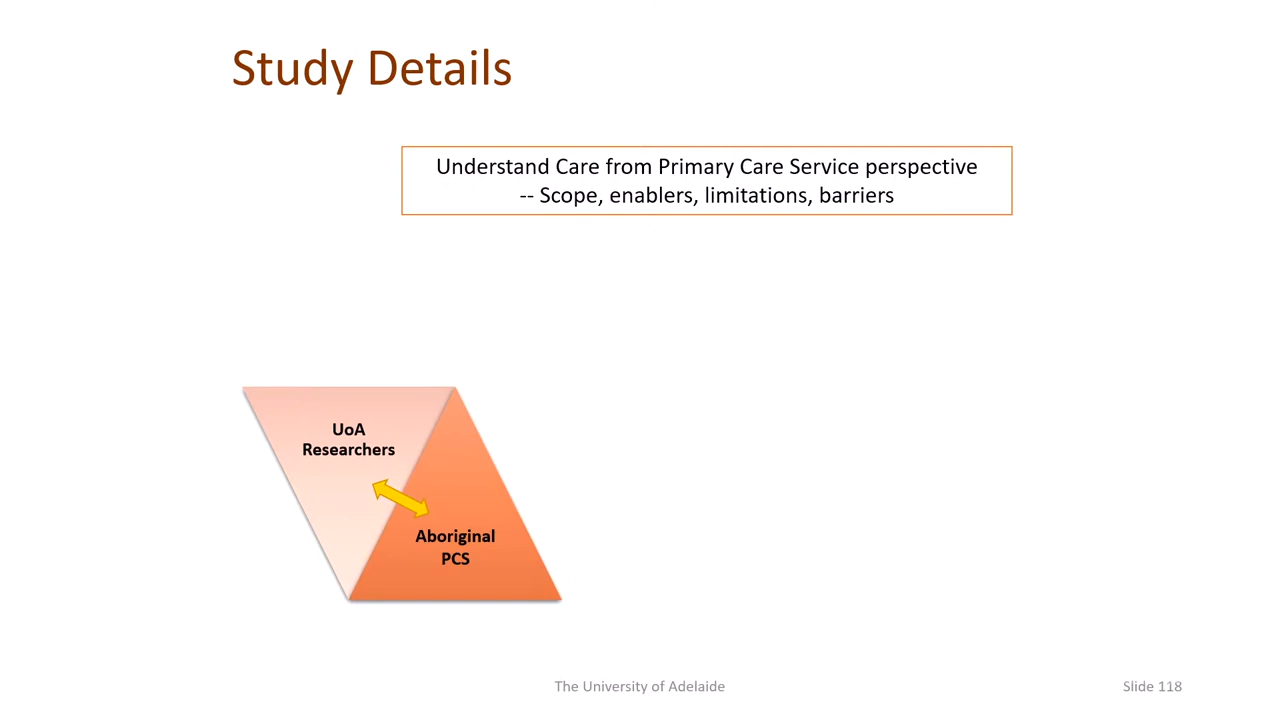 Study Details
Understand Care from Primary Care Service perspective
-- Scope, enablers, limitations, barriers
UoA
Researchers
Aboriginal
PCS
The University of Adelaide
Slide 118